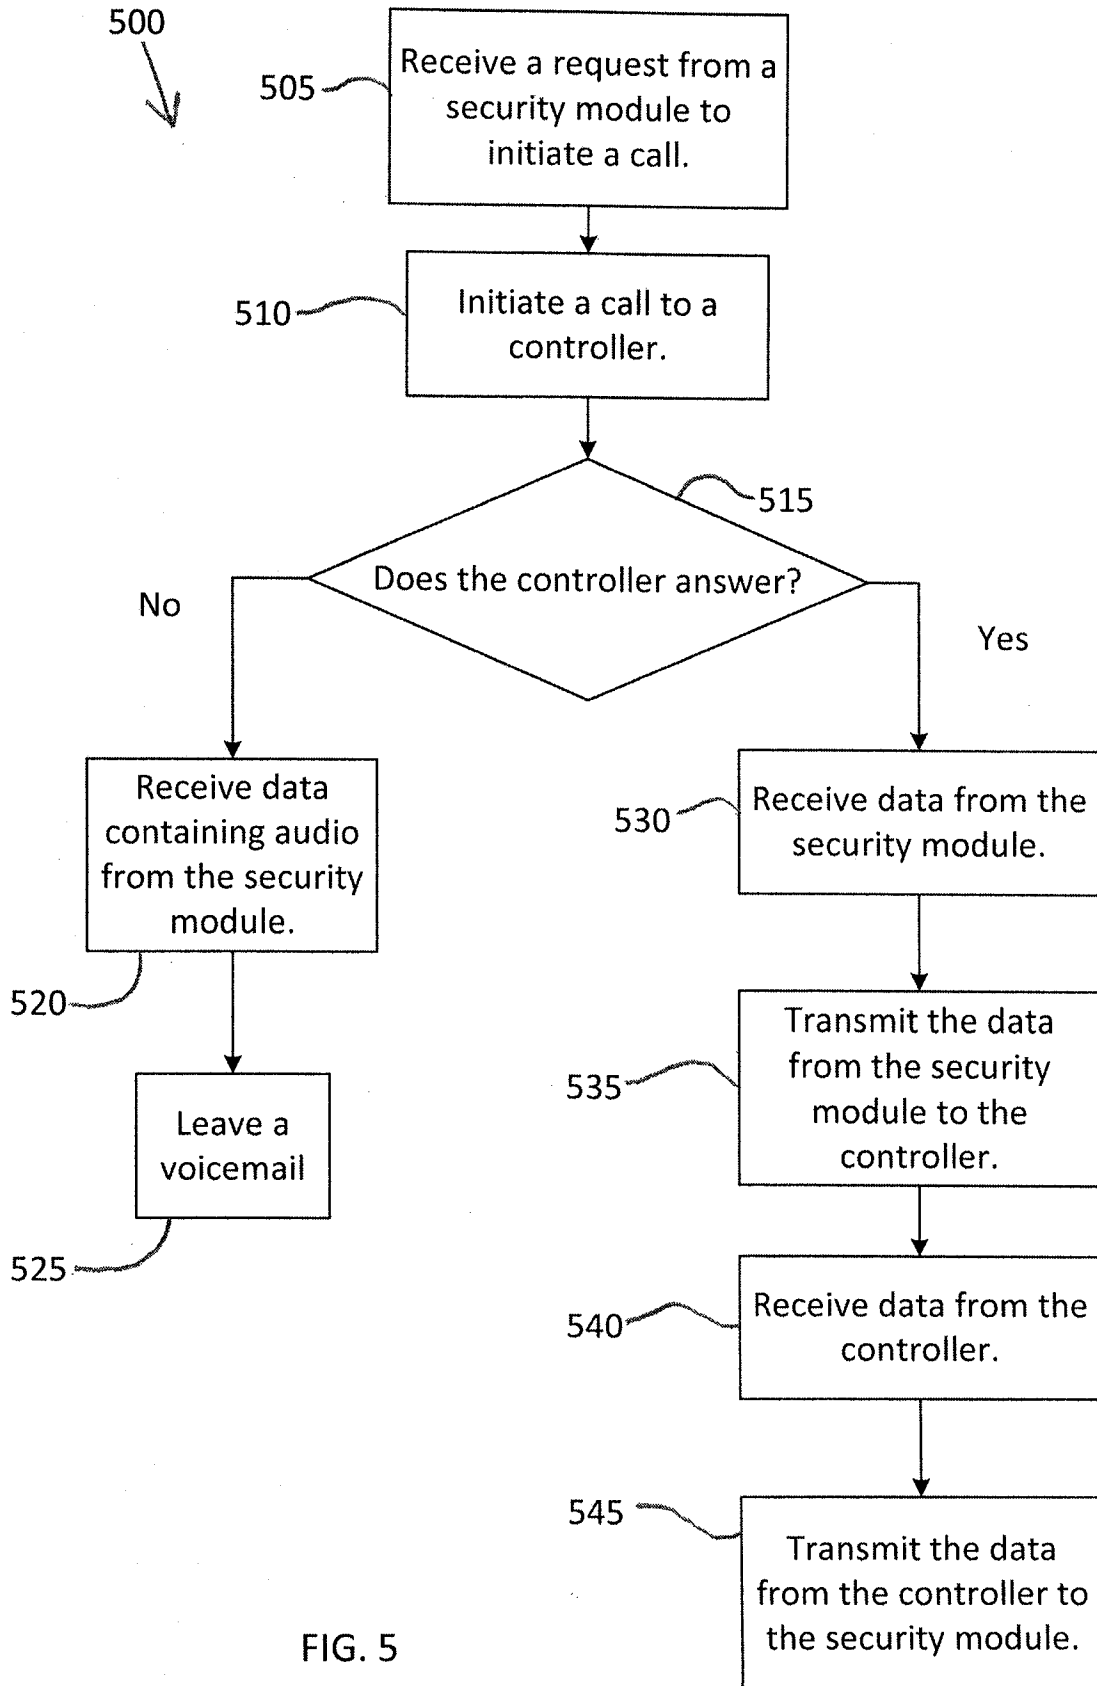 500
505
Receive a request from a
security module to
initiate a call.
510
Initiate a call to a
controller.
515
Does the controller answer?
No
Yes
Receive data
containing audio
from the security
module.
520
Leave a
voicemail
525
530
Receive data from the
security module.
535
Transmit the data
from the security
module to the
controller.
540
Receive data from the
controller.
545
Transmit the data
from the controller to
the security module.
FIG. 5